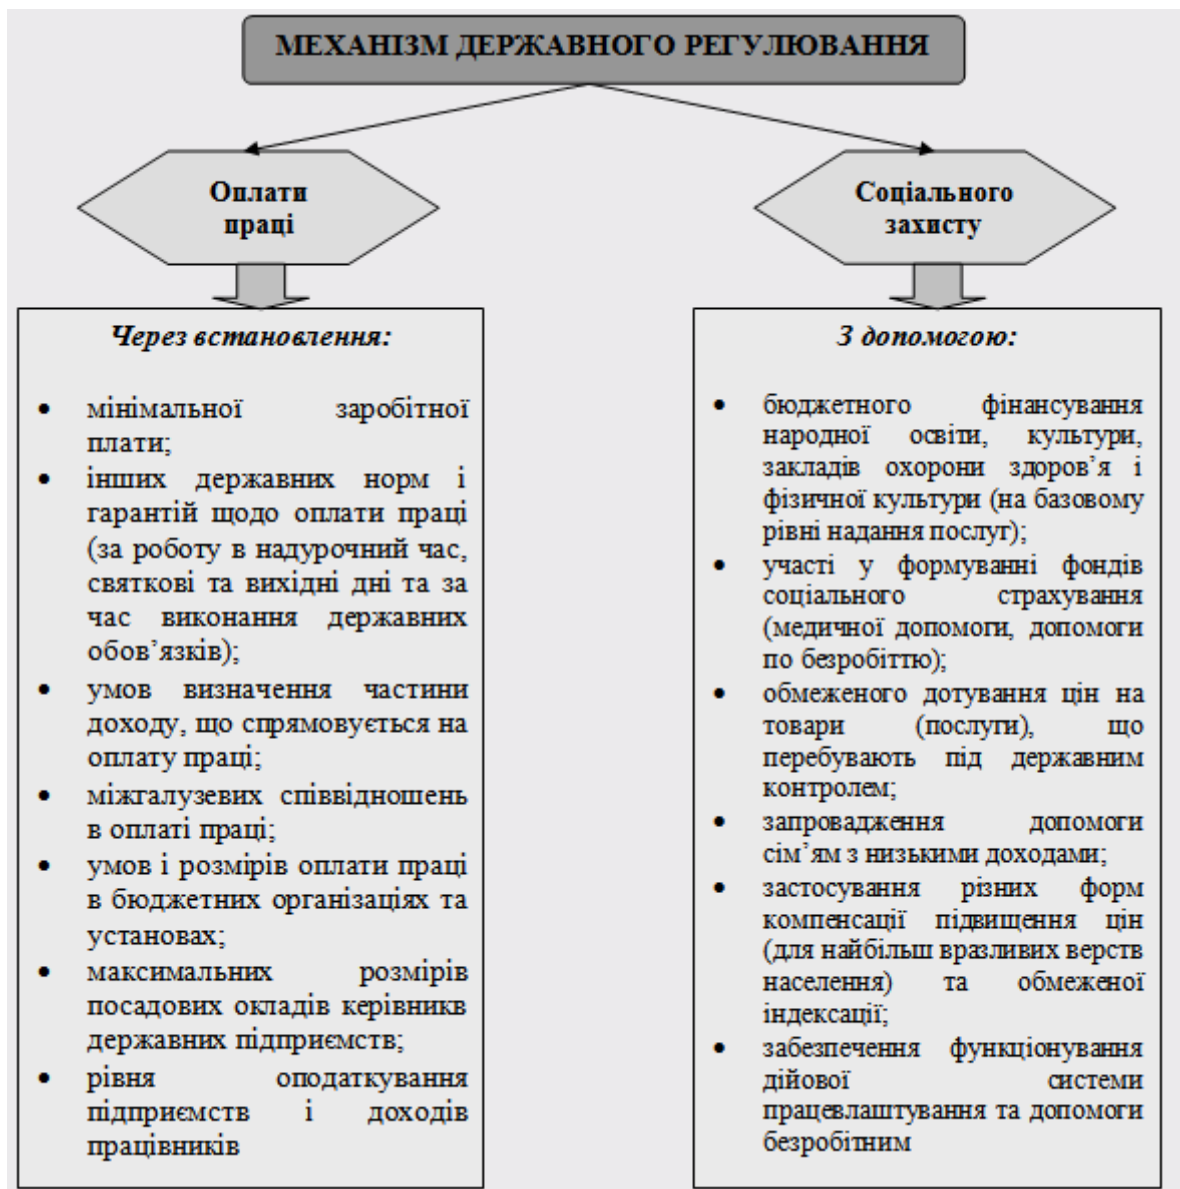 МЕХАНІЗМ ДЕРЖАВНОГО РЕГУЛЮВАННЯ
Оплати
праці
Через встановлення:
• мінімальної заробітної
плати;
• інших державних норм і
гарантій щодо оплати праці
(за роботу в надурочний час,
святкові та вихідні дні та за
час виконання державних
обов’язків);
• умов визначення частини
доходу, що спрямовується на
оплату праці;
• міжгалузевих співвідношень
в оплаті праці;
• умов і розмірів оплати праці
в бюджетних організаціях та
установах;
• максимальних розмірів
посадових окладів керівникв
державних підприємств;
• рівня оподаткування
підприємств і доходів
працівників
Соціального
захисту
З допомогою:
• бюджетного фінансування
народної освіти, культури,
закладів охорони здоров’я і
фізичної культури (на базовому
рівні надання послуг);
• участі у формуванні фондів
соціального страхування
(медичної допомоги, допомоги
по безробіттю);
• обмеженого дотування цін на
товари (послуги), що
перебувають під державним
контролем;
• запровадження допомоги
сім’ям з низькими доходами;
• застосування різних форм
компенсації підвищення цін
(для найбільш вразливих верств
населення) та обмеженої
індексації;
• забезпечення функціонування
дійової системи
працевлаштування та допомоги
безробітним